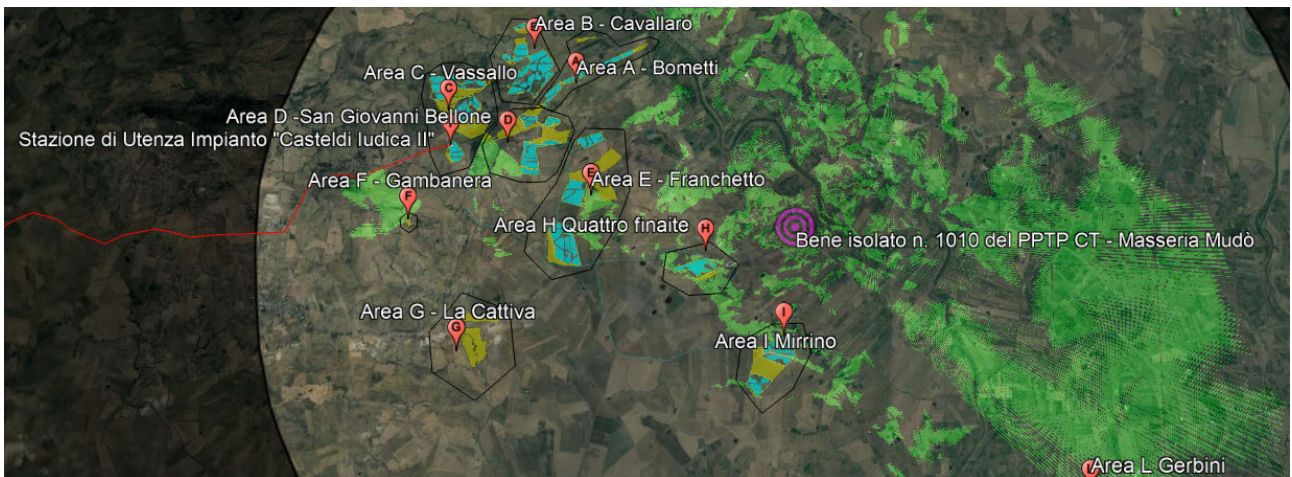 Area B - Cavallaro
A
Area A - Bometti
Area C - Vassallo
C
Area D -San Giovanni Bellone
D
Stazione di Utenza Impianto "Casteldi Iudica II"
Area F - Gambanera
F
E
Area E - Franchetto
Area H Quattro finaite
H
Bene isolato n. 1010 del PPTP CT - Masseria Mudò
Area G - La Cattiva
G
I
Area I Mirrino
Area L Gerbini